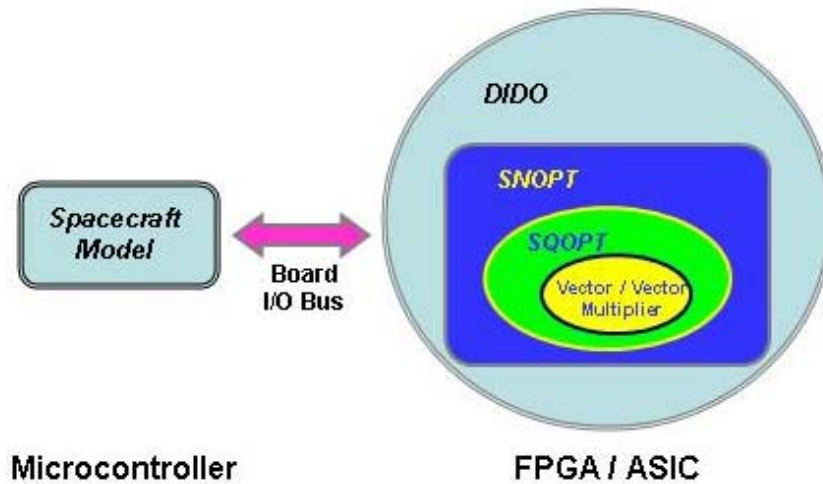 DIDO
SNOPT
Spacecraft
Model
SQOPT
Board
I/O Bus
Vector / Vector
Multiplier
Microcontroller
FPGA / ASIC